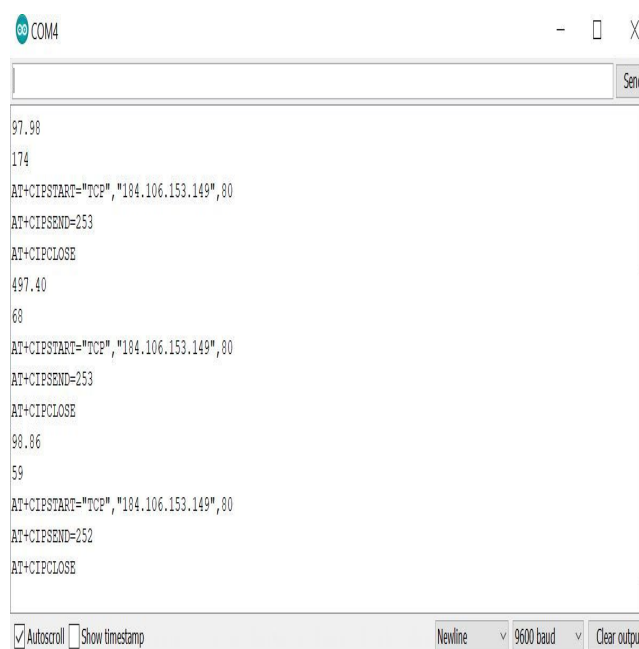 COM4
Send
97.98
174
AT+CIPSTART="TCP","184.106.153.149",80
AT+CIPSEND=253
AT+CIPCLOSE
497.40
68
AT+CIPSTART="TCP","184.106.153.149",80
AT+CIPSEND=253
AT+CIPCLOSE
98.86
59
AT+CIPSTART="TCP","184.106.153.149",80
AT+CIPSEND=252
AT+CIPCLOSE
Autoscroll Show timestamp Newline 9600 baud Clear outpu